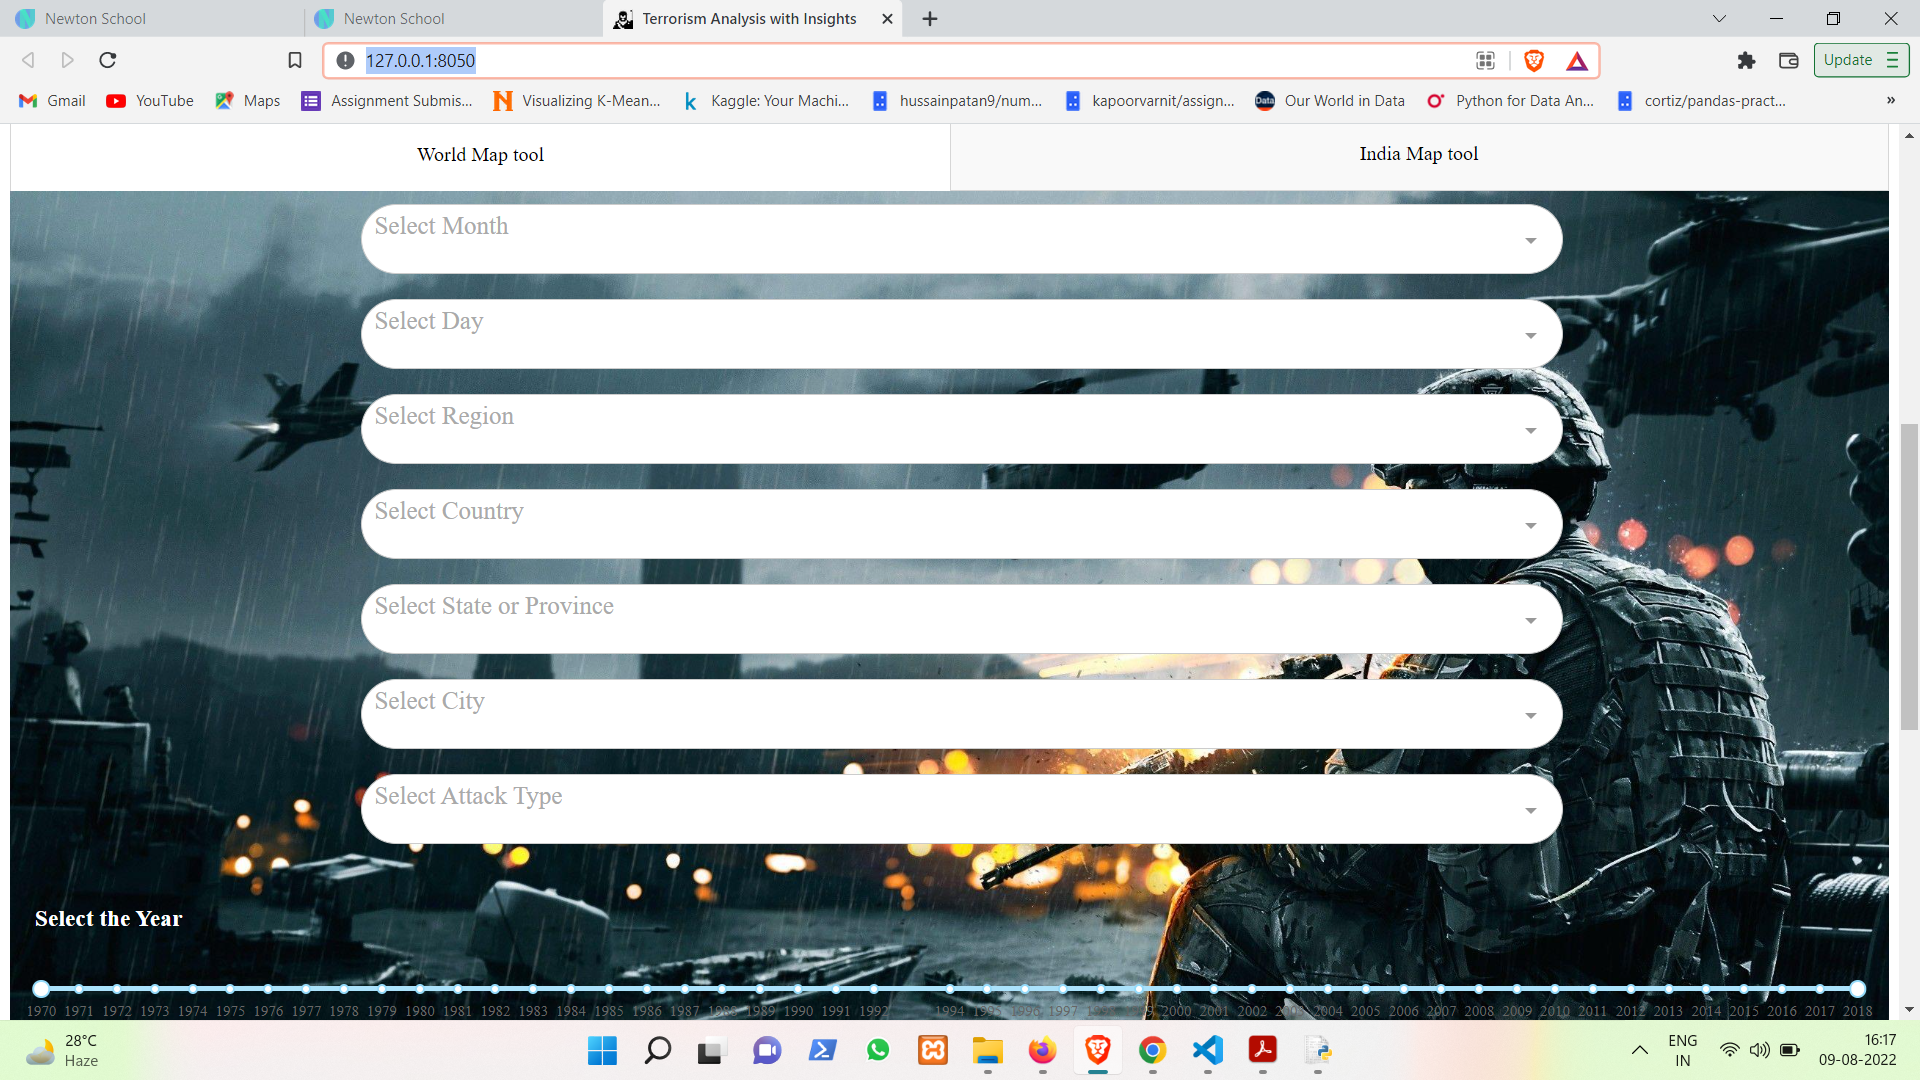 Newton School
Newton School
Terrorism Analysis with Insights
127.0.0.1:8050
Update
Gmail
YouTube
Maps
Assignment Submis...
Visualizing K-Mean...
Kaggle: Your Machi...
hussainpatan9/num...
kapoorvarnit/assign...
Our World in Data
Python for Data An...
cortiz/pandas-pract...
World Map tool
India Map tool
Select Month
Select Day
Select Region
Select Country
Select State or Province
Select City
Select Attack Type
Select the Year
1970 1971 1972 1973 1974 1975 1976 1977 1978 1979 1980 1981 1982 1983 1984 1985 1986 1987 1988 1989 1990 1991 1992 1994 1995 1996 1997 1998 1999 2000 2001 2002 2003 2004 2005 2006 2007 2008 2009 2010 2011 2012 2013 2014 2015 2016 2017 2018
28°C
Haze
ENG
IN
16:17
09-08-2022